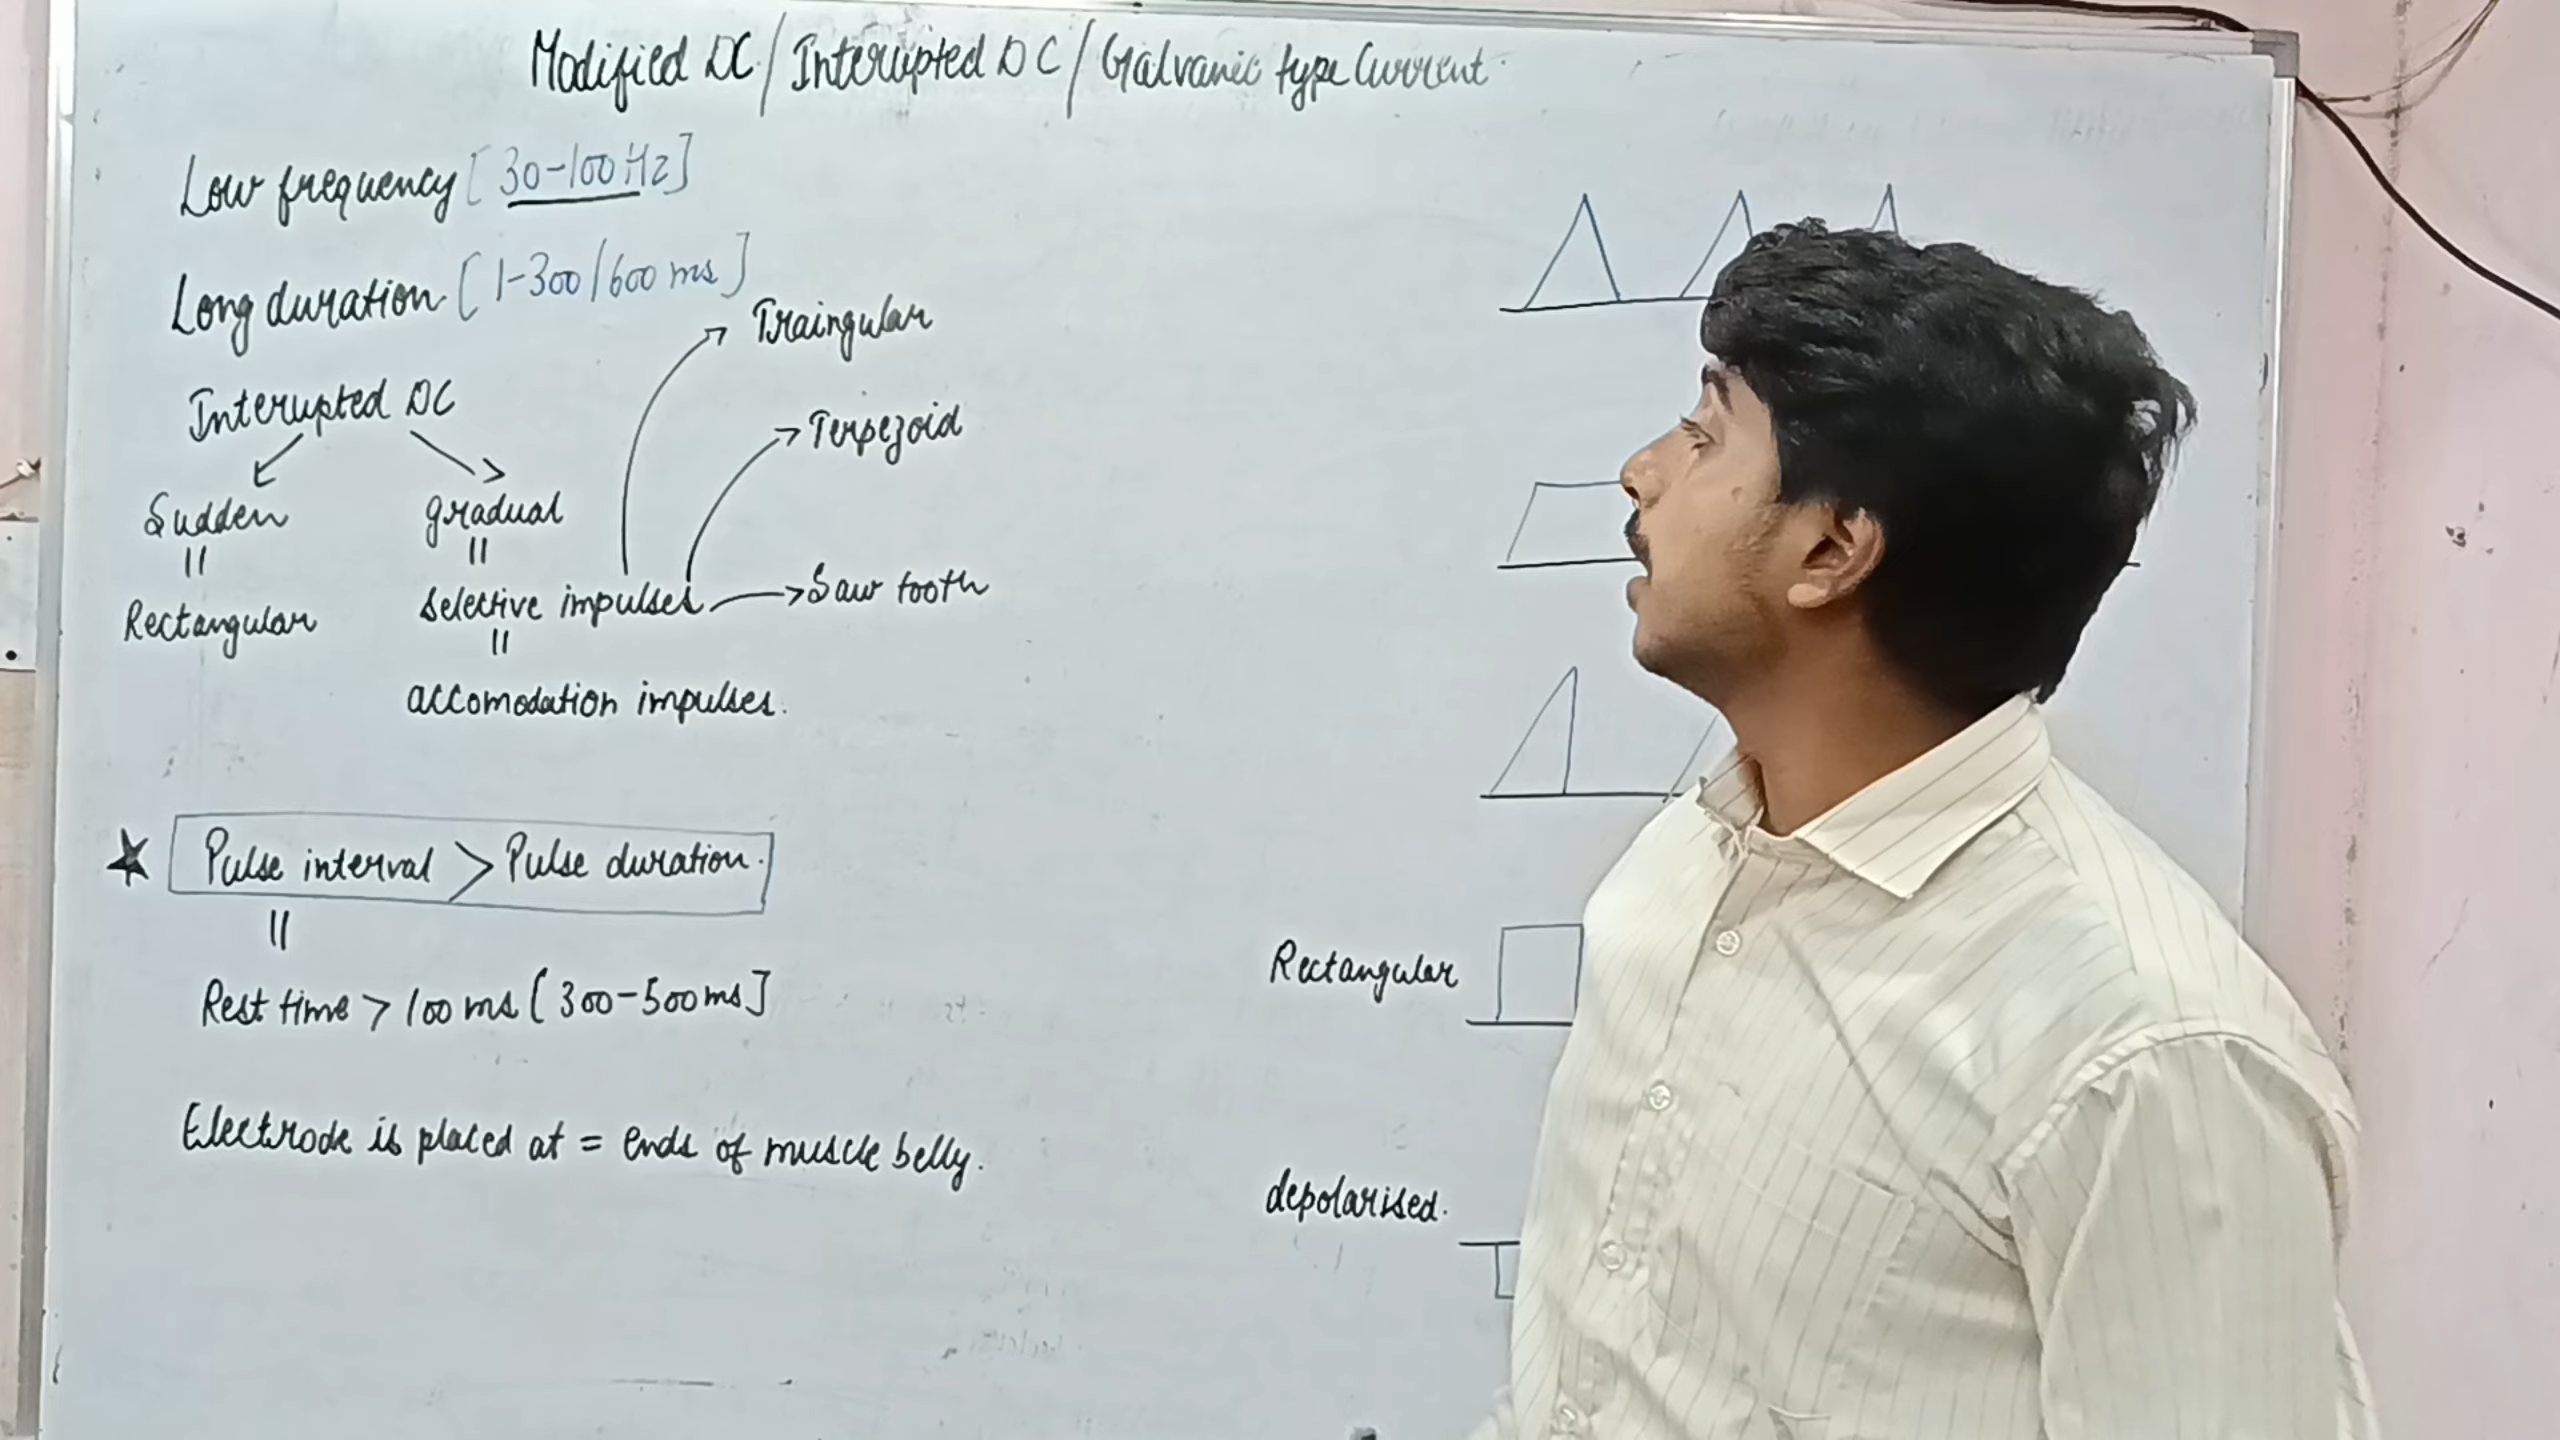 Modified DC / Interupted DC / Galvanic type Current.
Low frequency [30-100 Hz]
Long duration [1-300/600 ms]
Traingular
Interupted DC
Terpezoid
Sudden
gradual
=
=
Rectangular
selective impulses
Saw tooth
=
accomodation impulses.
★ Pulse interval > Pulse duration.
=
Rest time > 100 ms [300-500ms]
Rectangular
Electrode is placed at = ends of muscle belly.
depolarised.